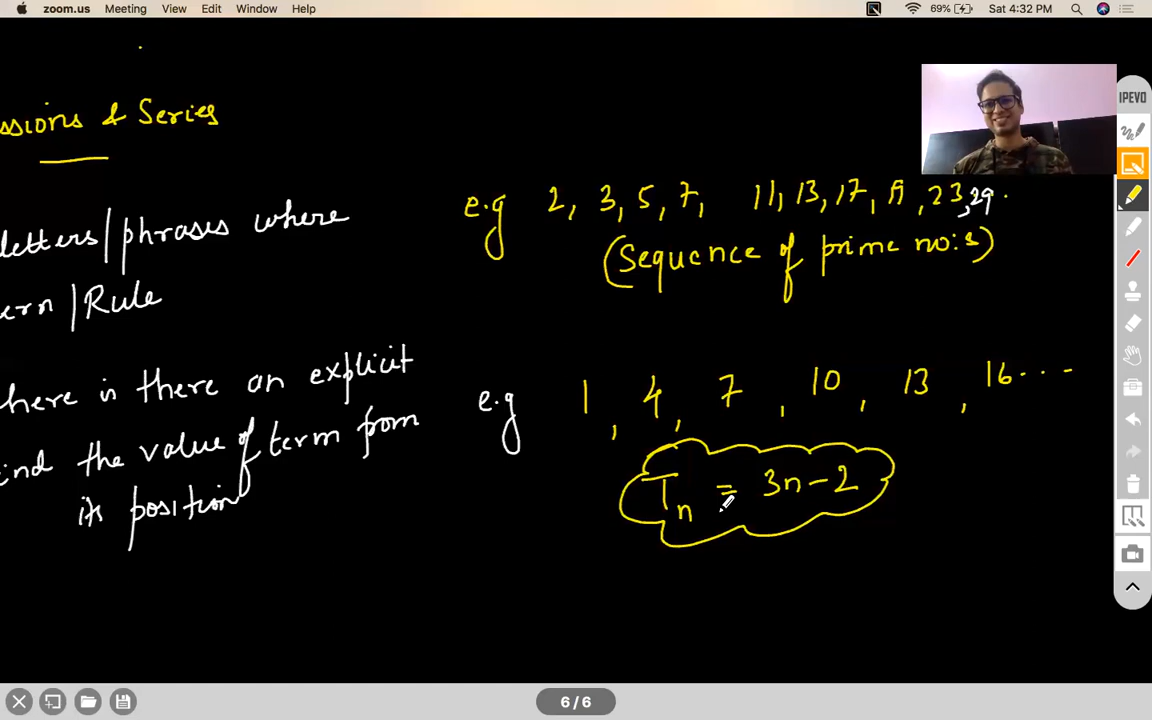 zoom.us Meeting View Edit Window Help 69% Sat 4:32 PM
ssions & Series
letters/phrases where
ern/Rule
here is there an explicit
ind the value of term from
its position
IPEVO
e.g 2, 3, 5, 7, 11, 13, 17, 19, 23, 29.
(Sequence of prime no:s)
e.g 1, 4, 7, 10, 13, 16...
Tn = 3n-2
6/6